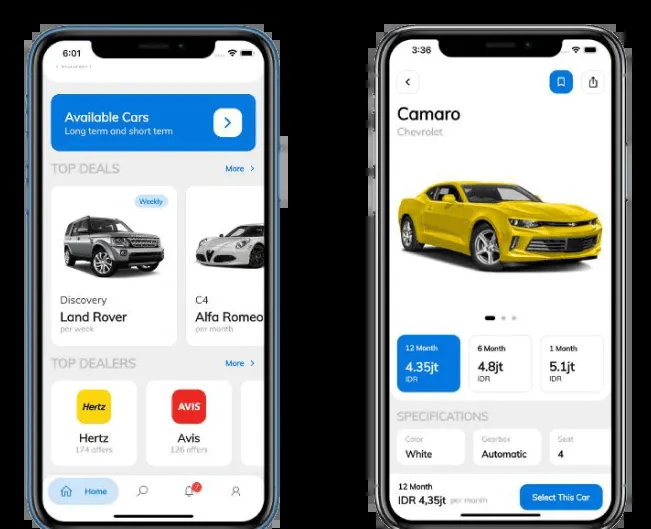 6:01
Available Cars
Long term and short term
TOP DEALS
More
Weekly
Discovery
Land Rover
per week
C4
Alfa Romeo
per month
TOP DEALERS
More
Hertz
Hertz
174 offers
AVIS
Avis
126 offers
Home
3:36
Camaro
Chevrolet
12 Month
4.35jt
IDR
6 Month
4.8jt
IDR
1 Month
5.1jt
IDR
SPECIFICATIONS
Color
White
Gearbox
Automatic
Seat
4
12 Month
IDR 4,35jt per month
Select This Car